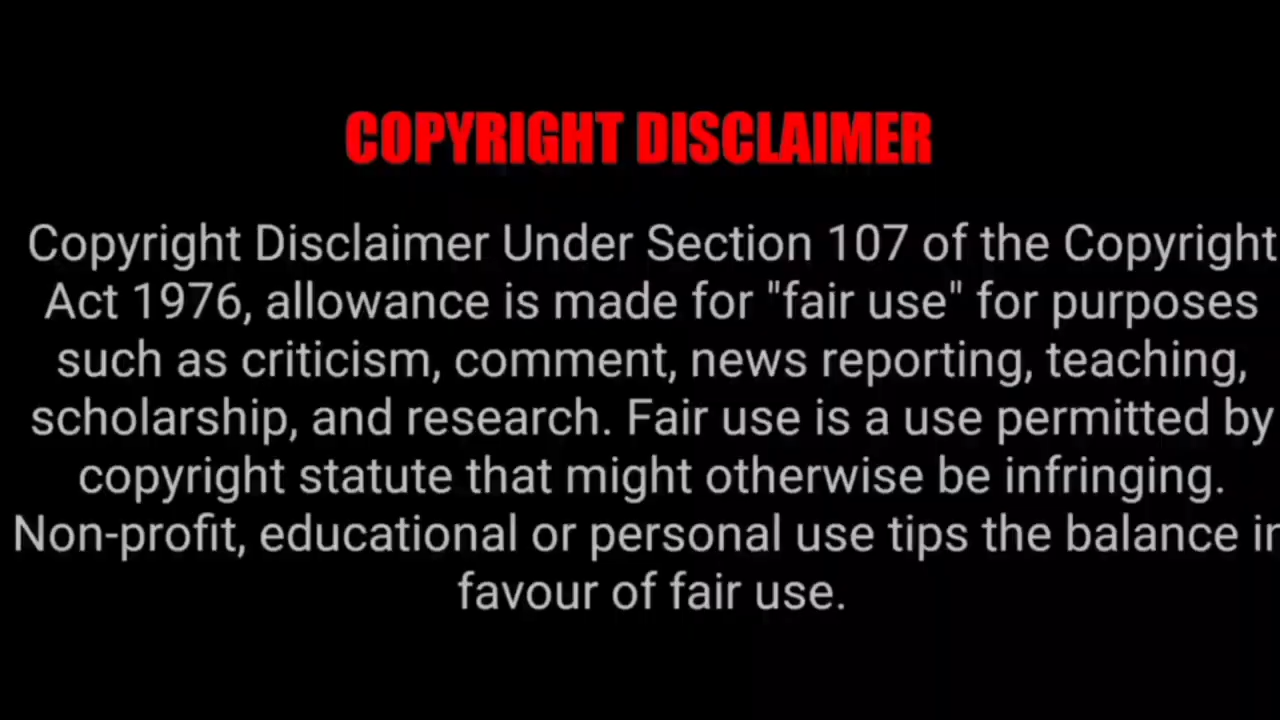 COPYRIGHT DISCLAIMER
Copyright Disclaimer Under Section 107 of the Copyright
Act 1976, allowance is made for "fair use" for purposes
such as criticism, comment, news reporting, teaching,
scholarship, and research. Fair use is a use permitted by
copyright statute that might otherwise be infringing.
Non-profit, educational or personal use tips the balance in
favour of fair use.